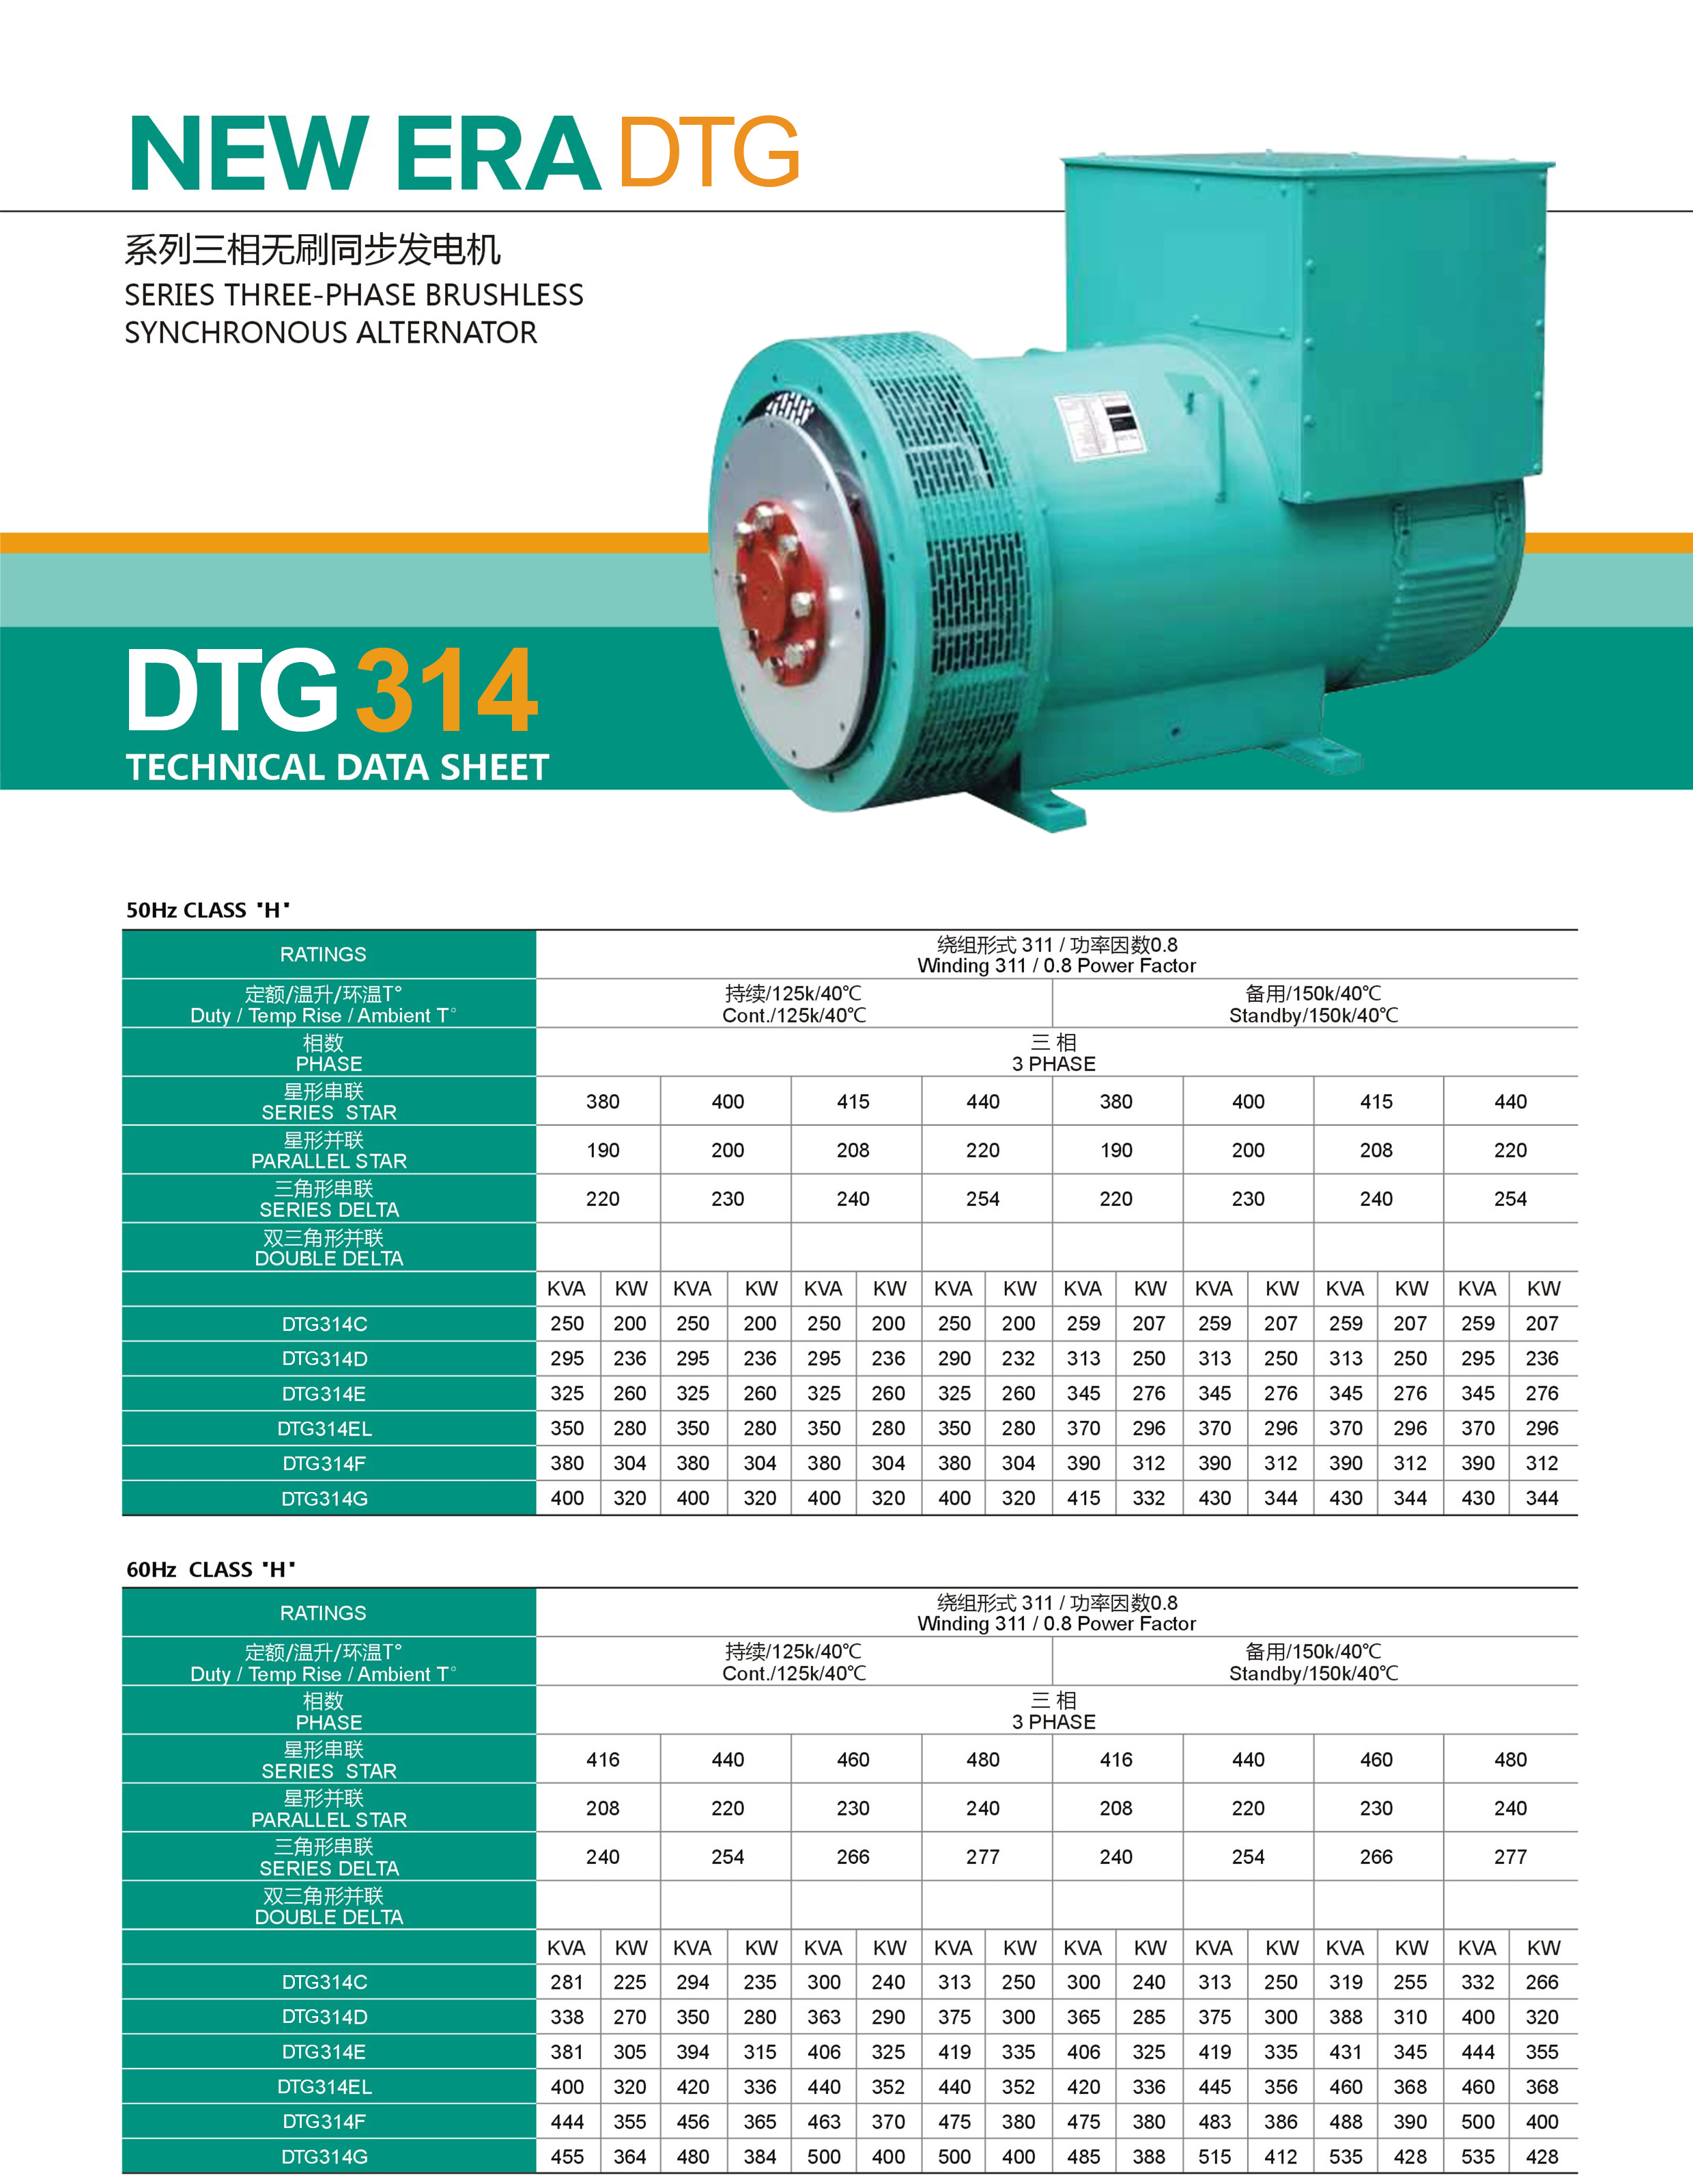 NEW ERA DTG
系列三相无刷同步发电机
SERIES THREE-PHASE BRUSHLESS
SYNCHRONOUS ALTERNATOR
DTG 314
TECHNICAL DATA SHEET
50Hz CLASS "H"
RATINGS
绕组形式 311 / 功率因数0.8
Winding 311 / 0.8 Power Factor
定额/温升/环温T°
Duty / Temp Rise / Ambient T°
持续/125k/40℃
Cont./125k/40℃
备用/150k/40℃
Standby/150k/40℃
相数
PHASE
三 相
3 PHASE
星形串联
SERIES STAR
380 400 415 440 380 400 415 440
星形并联
PARALLEL STAR
190 200 208 220 190 200 208 220
三角形串联
SERIES DELTA
220 230 240 254 220 230 240 254
双三角形并联
DOUBLE DELTA
KVA KW KVA KW KVA KW KVA KW KVA KW KVA KW KVA KW KVA KW
DTG314C 250 200 250 200 250 200 250 200 259 207 259 207 259 207 259 207
DTG314D 295 236 295 236 295 236 290 232 313 250 313 250 313 250 295 236
DTG314E 325 260 325 260 325 260 325 260 345 276 345 276 345 276 345 276
DTG314EL 350 280 350 280 350 280 350 280 370 296 370 296 370 296 370 296
DTG314F 380 304 380 304 380 304 380 304 390 312 390 312 390 312 390 312
DTG314G 400 320 400 320 400 320 400 320 415 332 430 344 430 344 430 344
60Hz CLASS "H"
RATINGS
绕组形式 311 / 功率因数0.8
Winding 311 / 0.8 Power Factor
定额/温升/环温T°
Duty / Temp Rise / Ambient T°
持续/125k/40℃
Cont./125k/40℃
备用/150k/40℃
Standby/150k/40℃
相数
PHASE
三 相
3 PHASE
星形串联
SERIES STAR
416 440 460 480 416 440 460 480
星形并联
PARALLEL STAR
208 220 230 240 208 220 230 240
三角形串联
SERIES DELTA
240 254 266 277 240 254 266 277
双三角形并联
DOUBLE DELTA
KVA KW KVA KW KVA KW KVA KW KVA KW KVA KW KVA KW KVA KW
DTG314C 281 225 294 235 300 240 313 250 300 240 313 250 319 255 332 266
DTG314D 338 270 350 280 363 290 375 300 365 285 375 300 388 310 400 320
DTG314E 381 305 394 315 406 325 419 335 406 325 419 335 431 345 444 355
DTG314EL 400 320 420 336 440 352 440 352 420 336 445 356 460 368 460 368
DTG314F 444 355 456 365 463 370 475 380 475 380 483 386 488 390 500 400
DTG314G 455 364 480 384 500 400 500 400 485 388 515 412 535 428 535 428